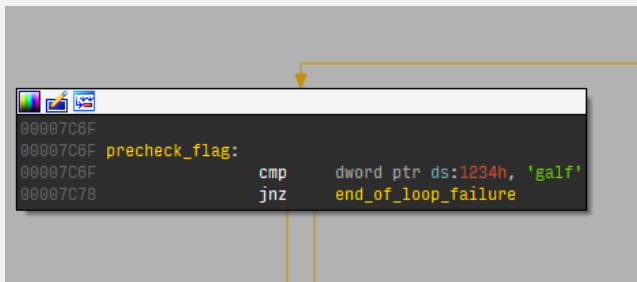 00007C6F
00007C6F precheck_flag:
00007C6F cmp dword ptr ds:1234h, 'galf'
00007C78 jnz end_of_loop_failure